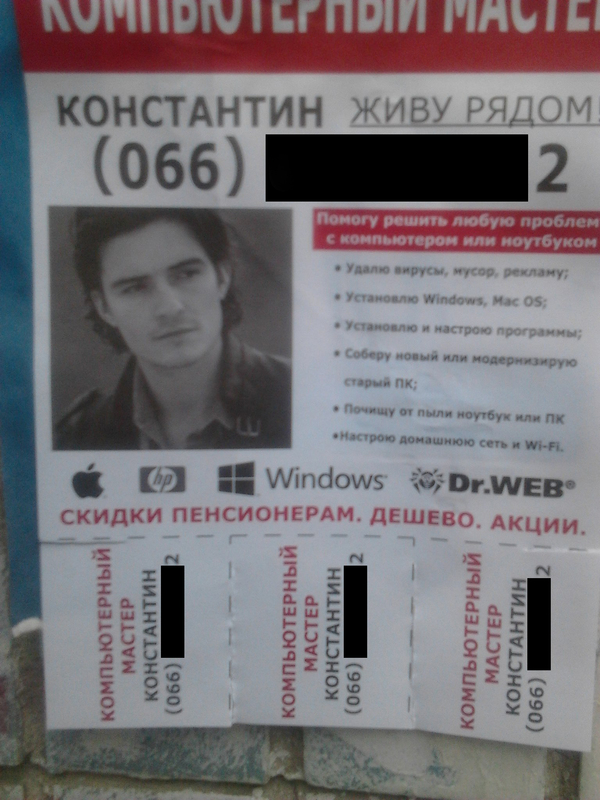 КОМПЬЮТЕРНЫЙ МАСТЕР
КОНСТАНТИН ЖИВУ РЯДОМ!
(066) 2
Помогу решить любую проблем
с компьютером или ноутбуком
• Удалю вирусы, мусор, рекламу;
• Установлю Windows, Mac OS;
• Установлю и настрою программы;
• Соберу новый или модернизирую
старый ПК;
• Почищу от пыли ноутбук или ПК
•Настрою домашнюю сеть и Wi-Fi.
hp Windows Dr.WEB®
СКИДКИ ПЕНСИОНЕРАМ. ДЕШЕВО. АКЦИИ.
КОМПЬЮТЕРНЫЙ
МАСТЕР
КОНСТАНТИН
(066) 2
КОМПЬЮТЕРНЫЙ
МАСТЕР
КОНСТАНТИН
(066) 2
КОМПЬЮТЕРНЫЙ
МАСТЕР
КОНСТАНТИН
(066) 2